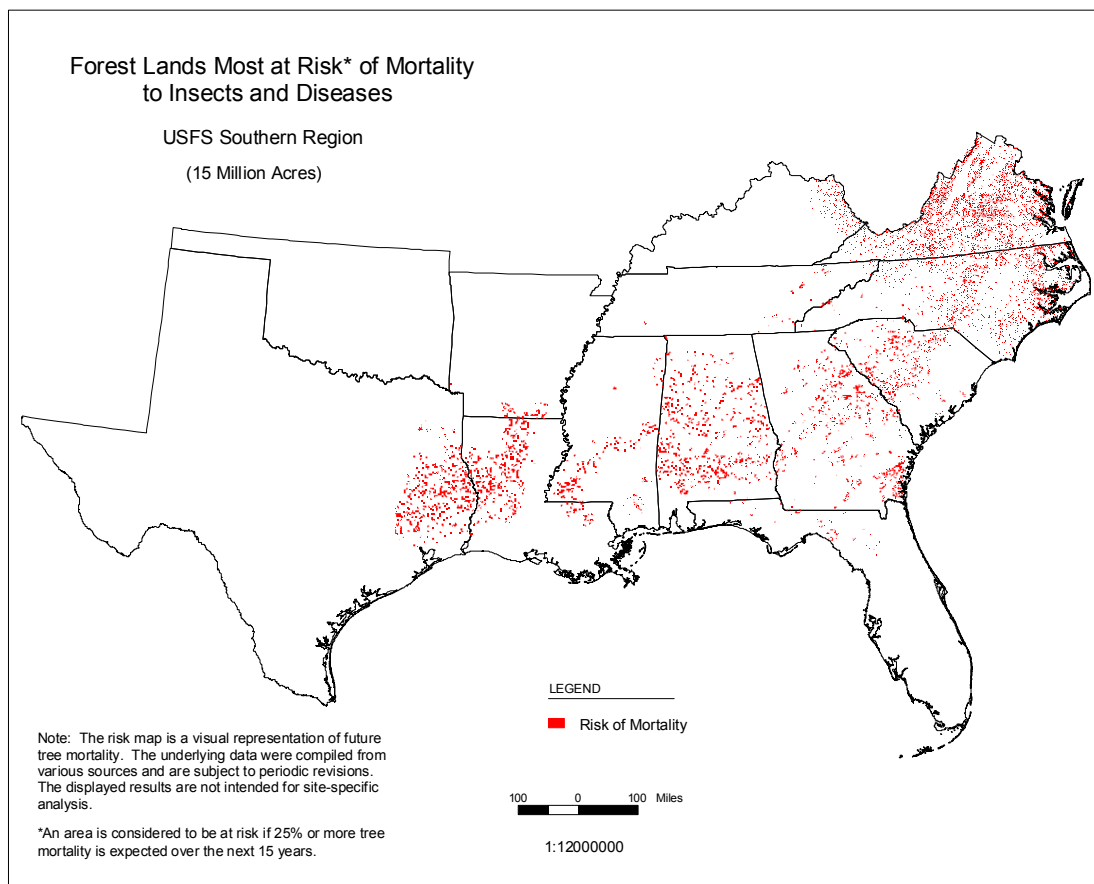 Forest Lands Most at Risk* of Mortality
to Insects and Diseases
USFS Southern Region
(15 Million Acres)
LEGEND
Risk of Mortality
Note:  The risk map is a visual representation of future
tree mortality.  The underlying data were compiled from
various sources and are subject to periodic revisions.
The displayed results are not intended for site-specific
analysis.
*An area is considered to be at risk if 25% or more tree
mortality is expected over the next 15 years.
100 0 100 Miles
1:12000000